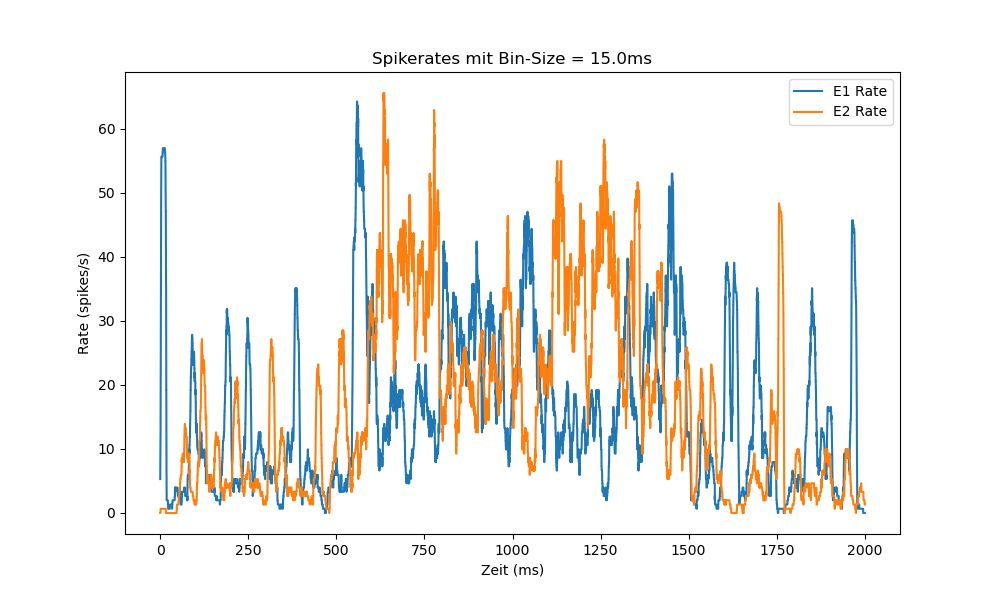 Spikerates mit Bin-Size = 15.0ms
E1 Rate
E2 Rate
Rate (spikes/s)
60
50
40
30
20
10
0
0 250 500 750 1000 1250 1500 1750 2000
Zeit (ms)